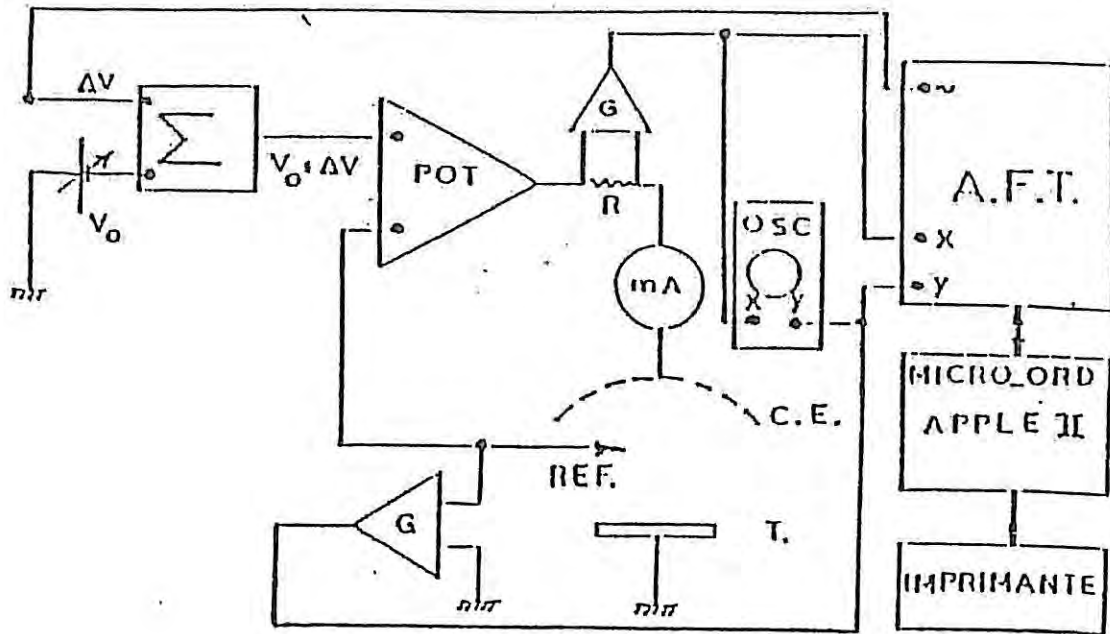 ΔV
Σ
V₀
V₀+ΔV
POT
G
R
mA
OSC
X Y
~
A.F.T.
X
Y
MICRO_ORD
APPLE II
IMPRIMANTE
C.E.
REF.
G
T.